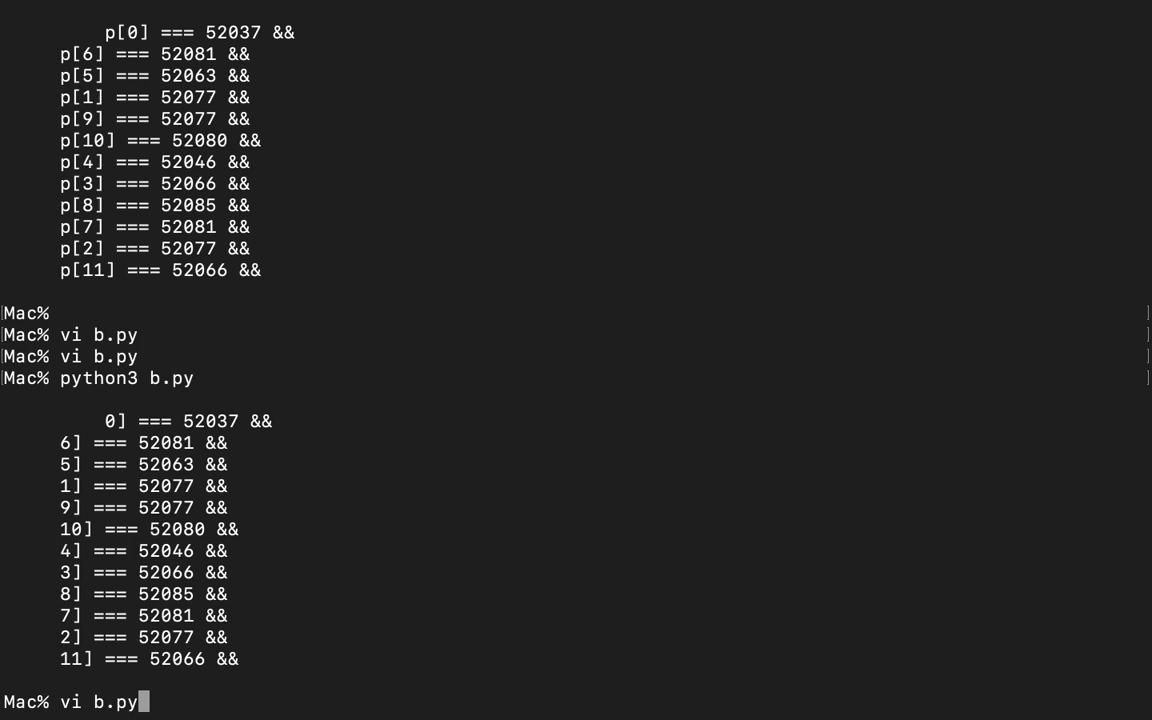 p[0] === 52037 &&
p[6] === 52081 &&
p[5] === 52063 &&
p[1] === 52077 &&
p[9] === 52077 &&
p[10] === 52080 &&
p[4] === 52046 &&
p[3] === 52066 &&
p[8] === 52085 &&
p[7] === 52081 &&
p[2] === 52077 &&
p[11] === 52066 &&
[Mac% ]
[Mac% vi b.py ]
[Mac% vi b.py ]
[Mac% python3 b.py ]
0] === 52037 &&
6] === 52081 &&
5] === 52063 &&
1] === 52077 &&
9] === 52077 &&
10] === 52080 &&
4] === 52046 &&
3] === 52066 &&
8] === 52085 &&
7] === 52081 &&
2] === 52077 &&
11] === 52066 &&
Mac% vi b.py